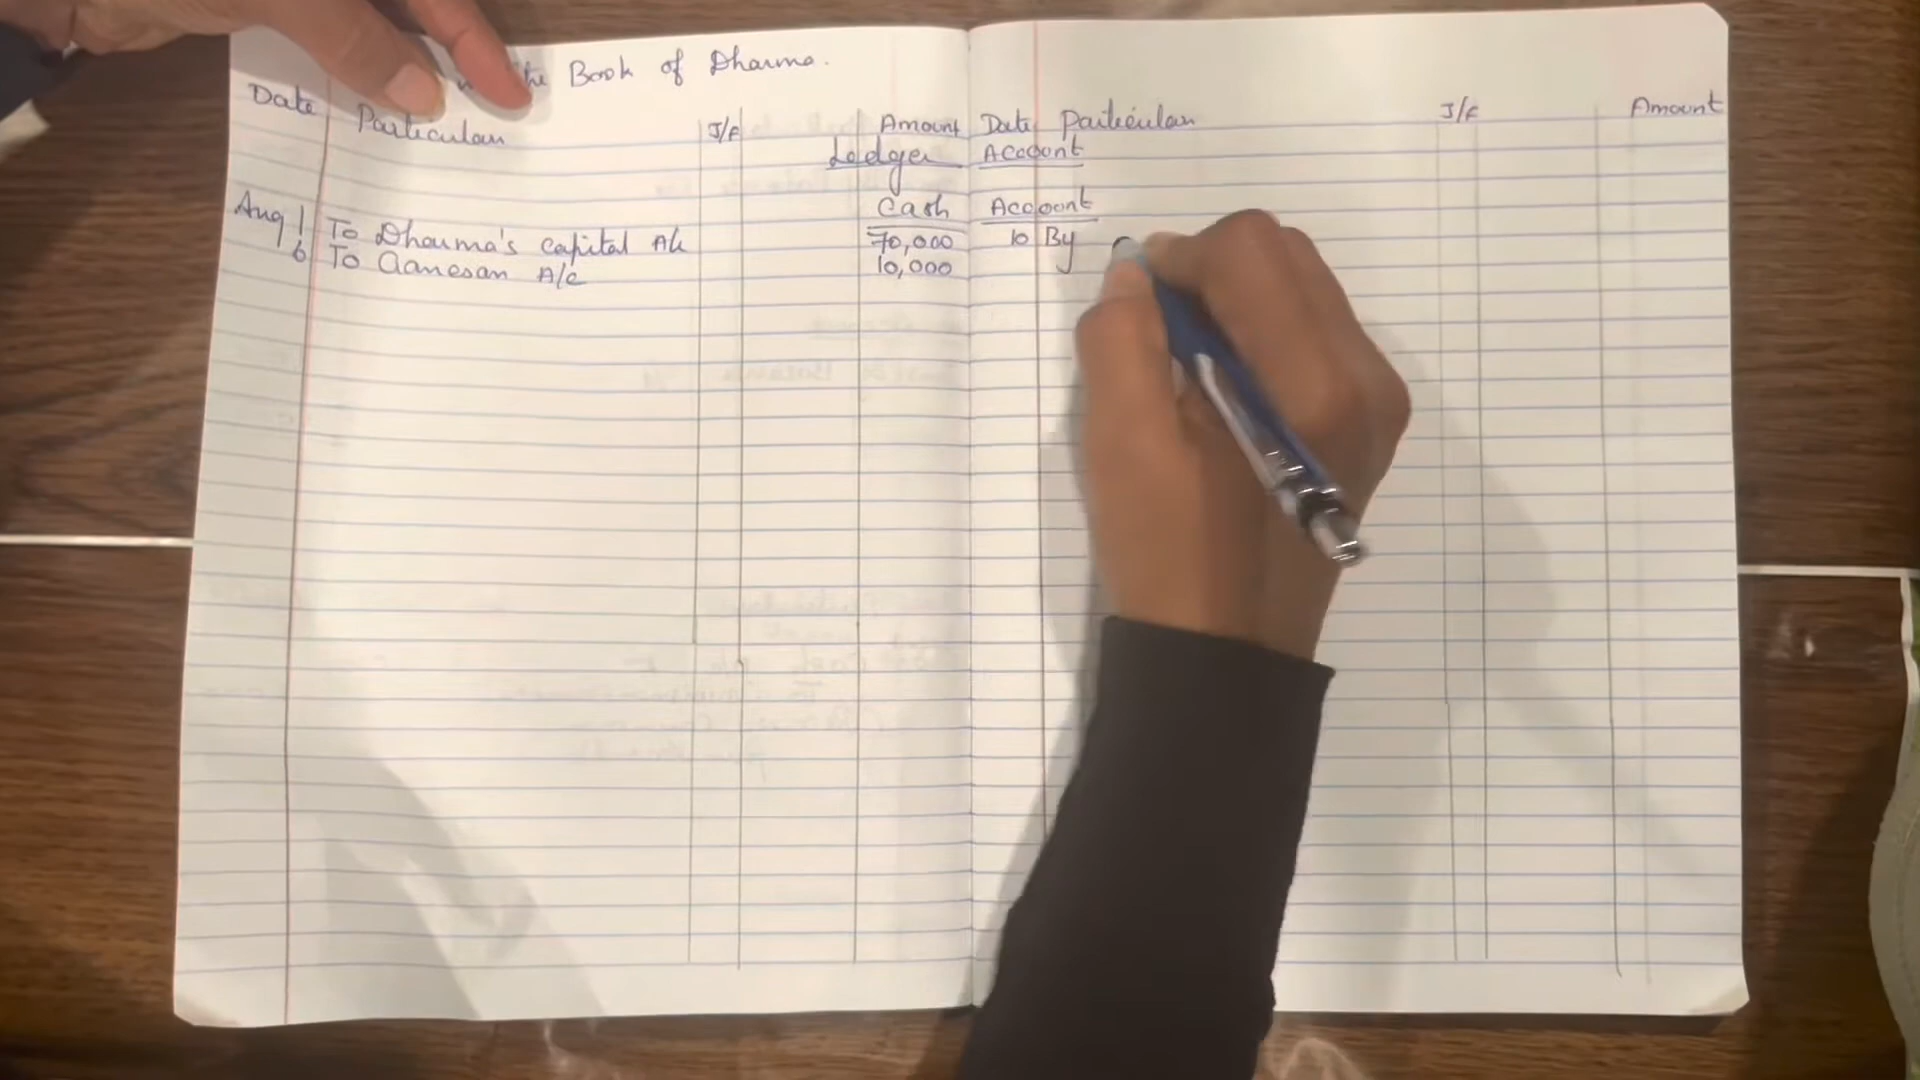 the Book of Dharma.
Date Particulars J/F Amount Date Particulars J/F Amount
Ledger Account
Cash Account
Aug 1 To Dharma's capital A/c 70,000 10 By
6 To Ganesan A/c 10,000